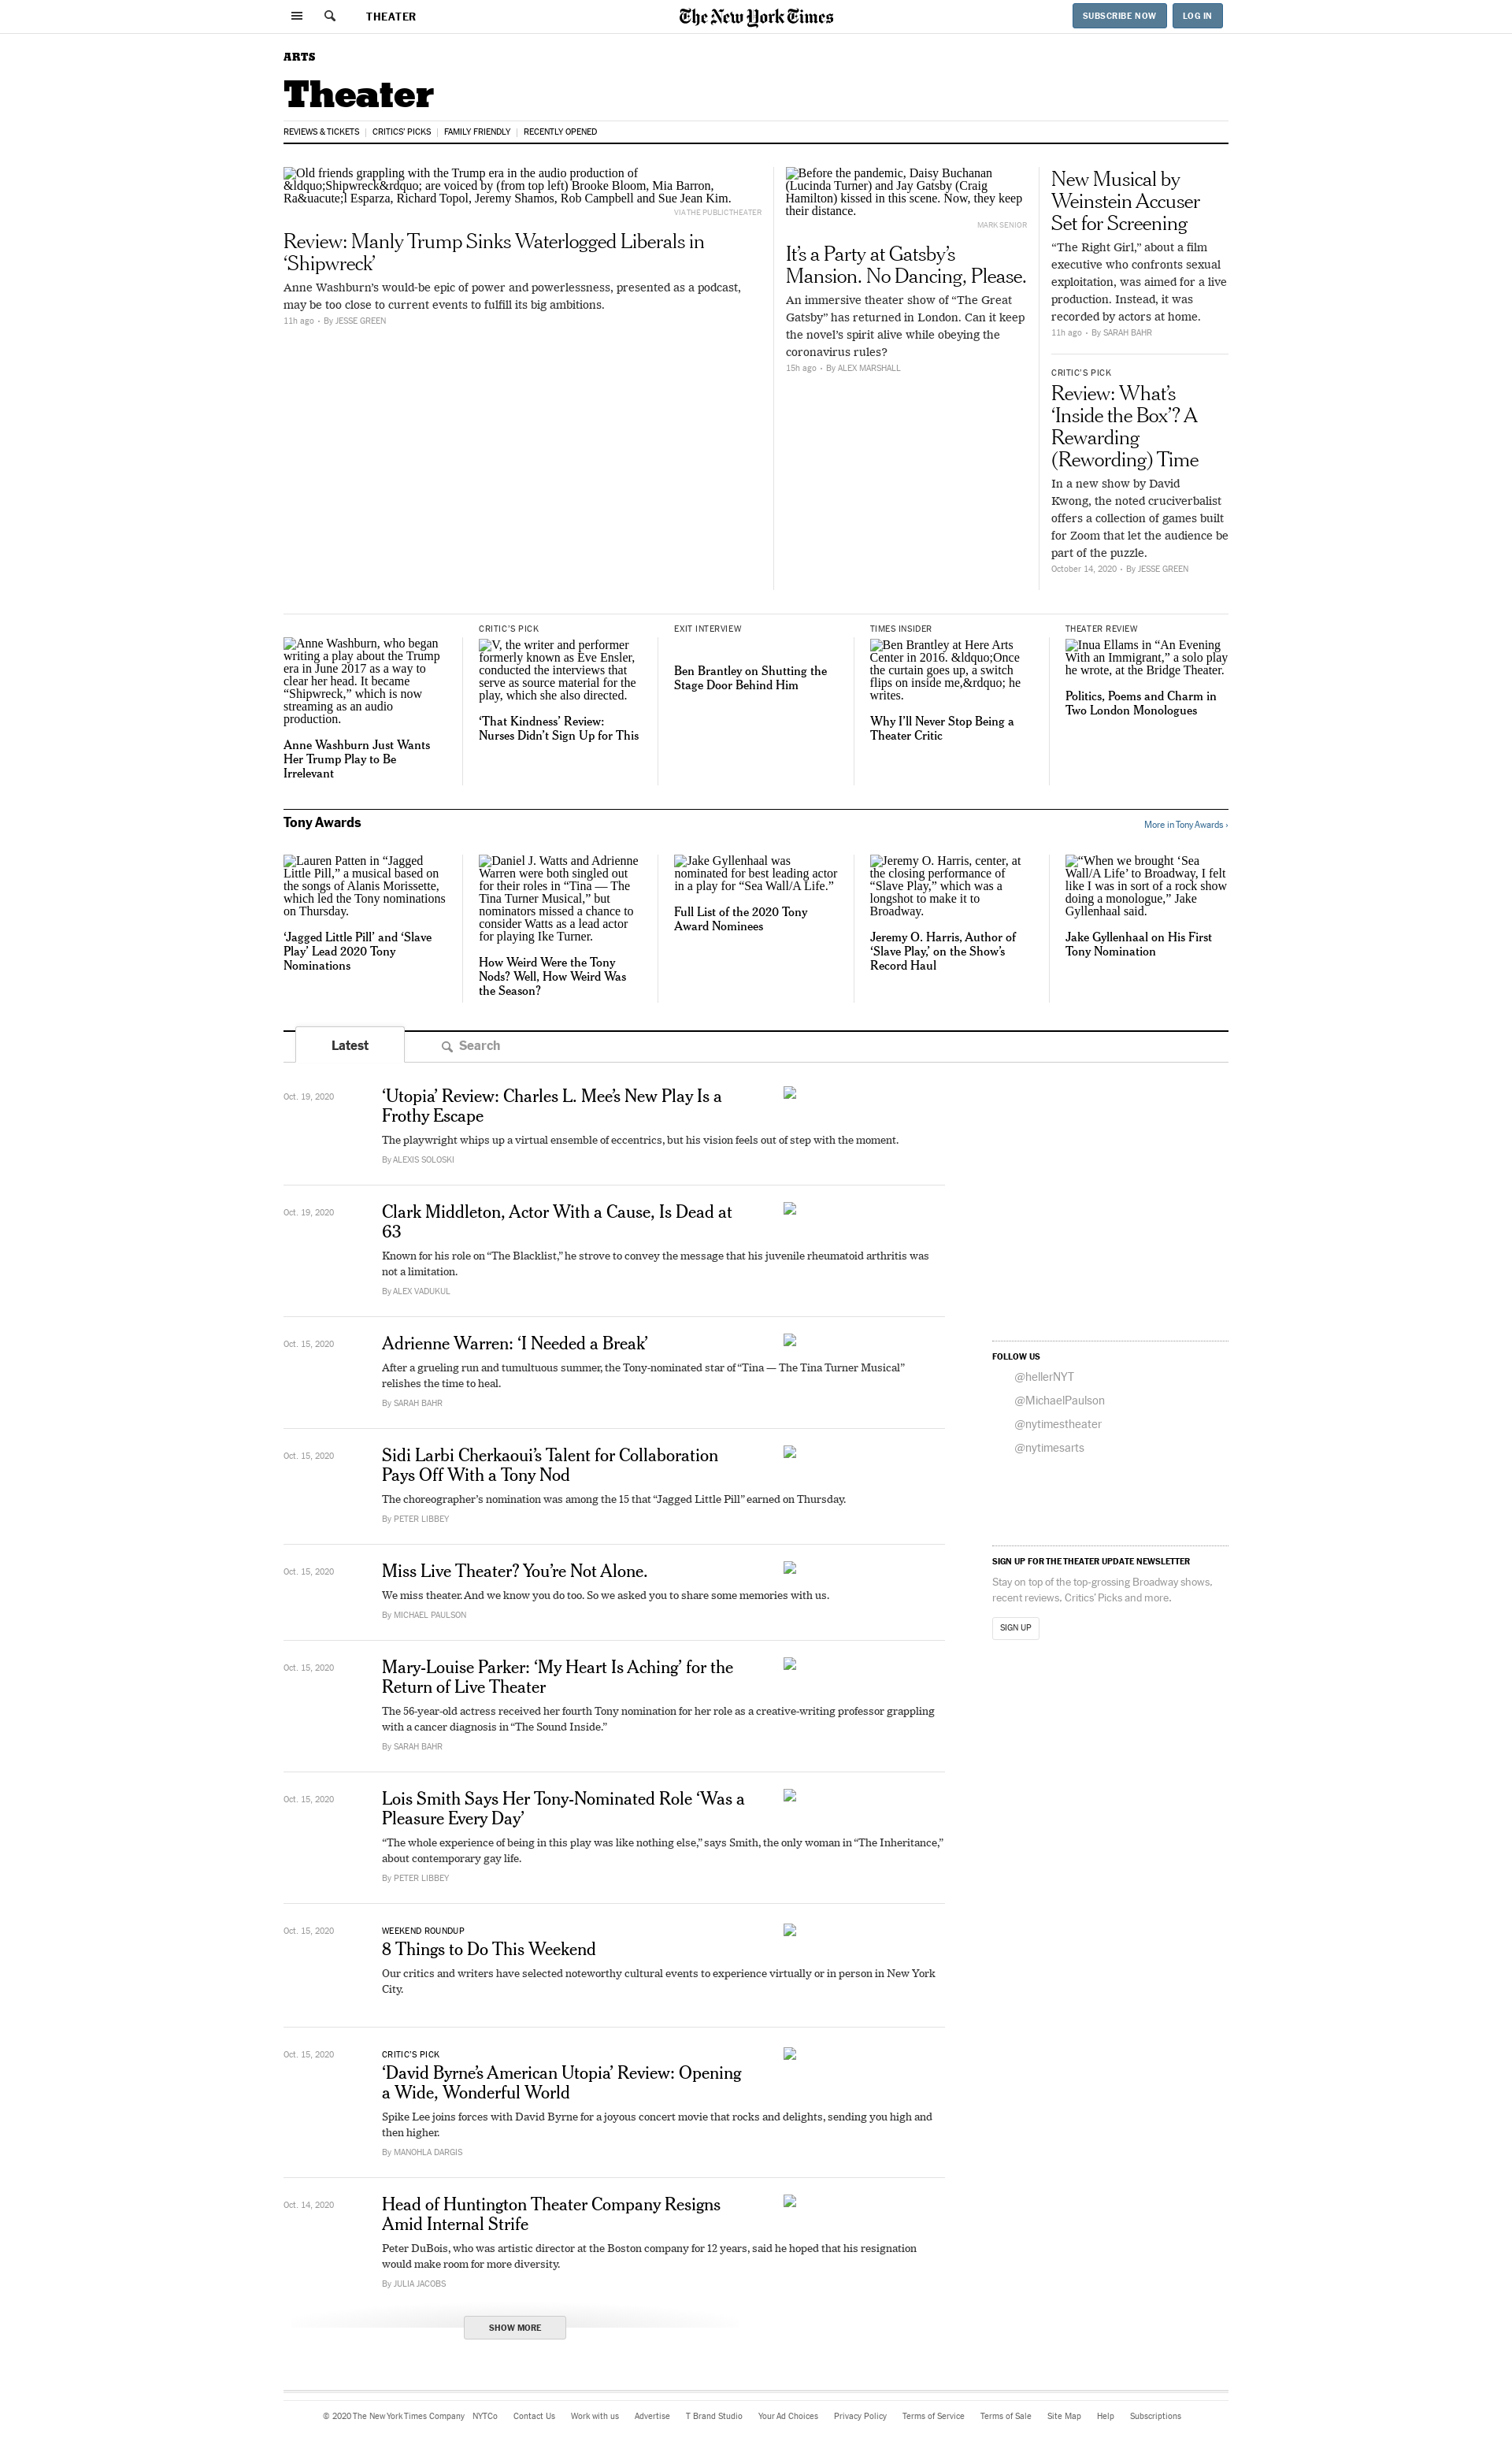 THEATER
The New York Times
SUBSCRIBE NOW
LOG IN
ARTS
Theater
REVIEWS & TICKETS
CRITICS' PICKS
FAMILY FRIENDLY
RECENTLY OPENED
Old friends grappling with the Trump era in the audio production of
&ldquo;Shipwreck&rdquo; are voiced by (from top left) Brooke Bloom, Mia Barron,
Ra&uacute;l Esparza, Richard Topol, Jeremy Shamos, Rob Campbell and Sue Jean Kim.
VIA THE PUBLIC THEATER
Review: Manly Trump Sinks Waterlogged Liberals in
‘Shipwreck’
Anne Washburn’s would-be epic of power and powerlessness, presented as a podcast,
may be too close to current events to fulfill its big ambitions.
11h ago • By JESSE GREEN
Before the pandemic, Daisy Buchanan
(Lucinda Turner) and Jay Gatsby (Craig
Hamilton) kissed in this scene. Now, they keep
their distance.
MARK SENIOR
It’s a Party at Gatsby’s
Mansion. No Dancing, Please.
An immersive theater show of “The Great
Gatsby” has returned in London. Can it keep
the novel’s spirit alive while obeying the
coronavirus rules?
15h ago • By ALEX MARSHALL
New Musical by
Weinstein Accuser
Set for Screening
“The Right Girl,” about a film
executive who confronts sexual
exploitation, was aimed for a live
production. Instead, it was
recorded by actors at home.
11h ago • By SARAH BAHR
CRITIC’S PICK
Review: What’s
‘Inside the Box’? A
Rewarding
(Rewording) Time
In a new show by David
Kwong, the noted cruciverbalist
offers a collection of games built
for Zoom that let the audience be
part of the puzzle.
October 14, 2020 • By JESSE GREEN
Anne Washburn, who began
writing a play about the Trump
era in June 2017 as a way to
clear her head. It became
“Shipwreck,” which is now
streaming as an audio
production.
Anne Washburn Just Wants
Her Trump Play to Be
Irrelevant
CRITIC’S PICK
V, the writer and performer
formerly known as Eve Ensler,
conducted the interviews that
serve as source material for the
play, which she also directed.
‘That Kindness’ Review:
Nurses Didn’t Sign Up for This
EXIT INTERVIEW
Ben Brantley on Shutting the
Stage Door Behind Him
TIMES INSIDER
Ben Brantley at Here Arts
Center in 2016. &ldquo;Once
the curtain goes up, a switch
flips on inside me,&rdquo; he
writes.
Why I’ll Never Stop Being a
Theater Critic
THEATER REVIEW
Inua Ellams in “An Evening
With an Immigrant,” a solo play
he wrote, at the Bridge Theater.
Politics, Poems and Charm in
Two London Monologues
Tony Awards
More in Tony Awards ›
Lauren Patten in “Jagged
Little Pill,” a musical based on
the songs of Alanis Morissette,
which led the Tony nominations
on Thursday.
‘Jagged Little Pill’ and ‘Slave
Play’ Lead 2020 Tony
Nominations
Daniel J. Watts and Adrienne
Warren were both singled out
for their roles in “Tina — The
Tina Turner Musical,” but
nominators missed a chance to
consider Watts as a lead actor
for playing Ike Turner.
How Weird Were the Tony
Nods? Well, How Weird Was
the Season?
Jake Gyllenhaal was
nominated for best leading actor
in a play for “Sea Wall/A Life.”
Full List of the 2020 Tony
Award Nominees
Jeremy O. Harris, center, at
the closing performance of
“Slave Play,” which was a
longshot to make it to
Broadway.
Jeremy O. Harris, Author of
‘Slave Play,’ on the Show’s
Record Haul
“When we brought ‘Sea
Wall/A Life’ to Broadway, I felt
like I was in sort of a rock show
doing a monologue,” Jake
Gyllenhaal said.
Jake Gyllenhaal on His First
Tony Nomination
Latest
Search
Oct. 19, 2020
‘Utopia’ Review: Charles L. Mee’s New Play Is a
Frothy Escape
The playwright whips up a virtual ensemble of eccentrics, but his vision feels out of step with the moment.
By ALEXIS SOLOSKI
Oct. 19, 2020
Clark Middleton, Actor With a Cause, Is Dead at
63
Known for his role on “The Blacklist,” he strove to convey the message that his juvenile rheumatoid arthritis was
not a limitation.
By ALEX VADUKUL
Oct. 15, 2020
Adrienne Warren: ‘I Needed a Break’
After a grueling run and tumultuous summer, the Tony-nominated star of “Tina — The Tina Turner Musical”
relishes the time to heal.
By SARAH BAHR
Oct. 15, 2020
Sidi Larbi Cherkaoui’s Talent for Collaboration
Pays Off With a Tony Nod
The choreographer’s nomination was among the 15 that “Jagged Little Pill” earned on Thursday.
By PETER LIBBEY
Oct. 15, 2020
Miss Live Theater? You’re Not Alone.
We miss theater. And we know you do too. So we asked you to share some memories with us.
By MICHAEL PAULSON
Oct. 15, 2020
Mary-Louise Parker: ‘My Heart Is Aching’ for the
Return of Live Theater
The 56-year-old actress received her fourth Tony nomination for her role as a creative-writing professor grappling
with a cancer diagnosis in “The Sound Inside.”
By SARAH BAHR
Oct. 15, 2020
Lois Smith Says Her Tony-Nominated Role ‘Was a
Pleasure Every Day’
“The whole experience of being in this play was like nothing else,” says Smith, the only woman in “The Inheritance,”
about contemporary gay life.
By PETER LIBBEY
Oct. 15, 2020
WEEKEND ROUNDUP
8 Things to Do This Weekend
Our critics and writers have selected noteworthy cultural events to experience virtually or in person in New York
City.
Oct. 15, 2020
CRITIC’S PICK
‘David Byrne’s American Utopia’ Review: Opening
a Wide, Wonderful World
Spike Lee joins forces with David Byrne for a joyous concert movie that rocks and delights, sending you high and
then higher.
By MANOHLA DARGIS
Oct. 14, 2020
Head of Huntington Theater Company Resigns
Amid Internal Strife
Peter DuBois, who was artistic director at the Boston company for 12 years, said he hoped that his resignation
would make room for more diversity.
By JULIA JACOBS
SHOW MORE
FOLLOW US
@hellerNYT
@MichaelPaulson
@nytimestheater
@nytimesarts
SIGN UP FOR THE THEATER UPDATE NEWSLETTER
Stay on top of the top-grossing Broadway shows,
recent reviews, Critics’ Picks and more.
SIGN UP
© 2020 The New York Times Company NYTCo Contact Us Work with us Advertise T Brand Studio Your Ad Choices Privacy Policy Terms of Service Terms of Sale Site Map Help Subscriptions